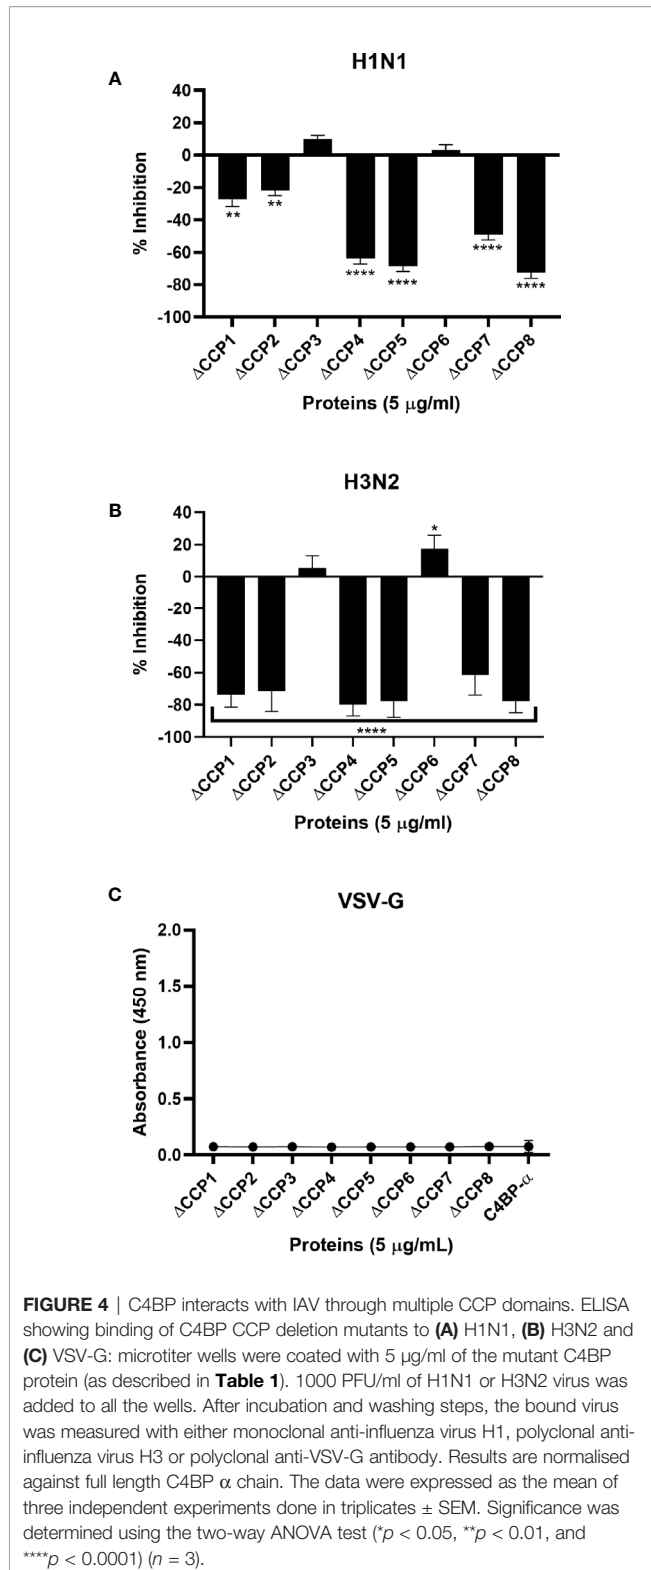 H1N1
A
40
20
0
-20
-40
-60
-80
-100
% Inhibition
**
**
****
****
****
****
ΔCCP1
ΔCCP2
ΔCCP3
ΔCCP4
ΔCCP5
ΔCCP6
ΔCCP7
ΔCCP8
Proteins (5 µg/ml)
H3N2
B
40
20
0
-20
-40
-60
-80
-100
% Inhibition
*
****
ΔCCP1
ΔCCP2
ΔCCP3
ΔCCP4
ΔCCP5
ΔCCP6
ΔCCP7
ΔCCP8
Proteins (5 µg/ml)
C
VSV-G
2.0
1.5
1.0
0.5
0.0
Absorbance (450 nm)
ΔCCP1
ΔCCP2
ΔCCP3
ΔCCP4
ΔCCP5
ΔCCP6
ΔCCP7
ΔCCP8
C4BP-α
Proteins (5 µg/mL)
FIGURE 4 | C4BP interacts with IAV through multiple CCP domains. ELISA
showing binding of C4BP CCP deletion mutants to (A) H1N1, (B) H3N2 and
(C) VSV-G: microtiter wells were coated with 5 µg/ml of the mutant C4BP
protein (as described in Table 1). 1000 PFU/ml of H1N1 or H3N2 virus was
added to all the wells. After incubation and washing steps, the bound virus
was measured with either monoclonal anti-influenza virus H1, polyclonal anti-
influenza virus H3 or polyclonal anti-VSV-G antibody. Results are normalised
against full length C4BP α chain. The data were expressed as the mean of
three independent experiments done in triplicates ± SEM. Significance was
determined using the two-way ANOVA test (*p < 0.05, **p < 0.01, and
****p < 0.0001) (n = 3).